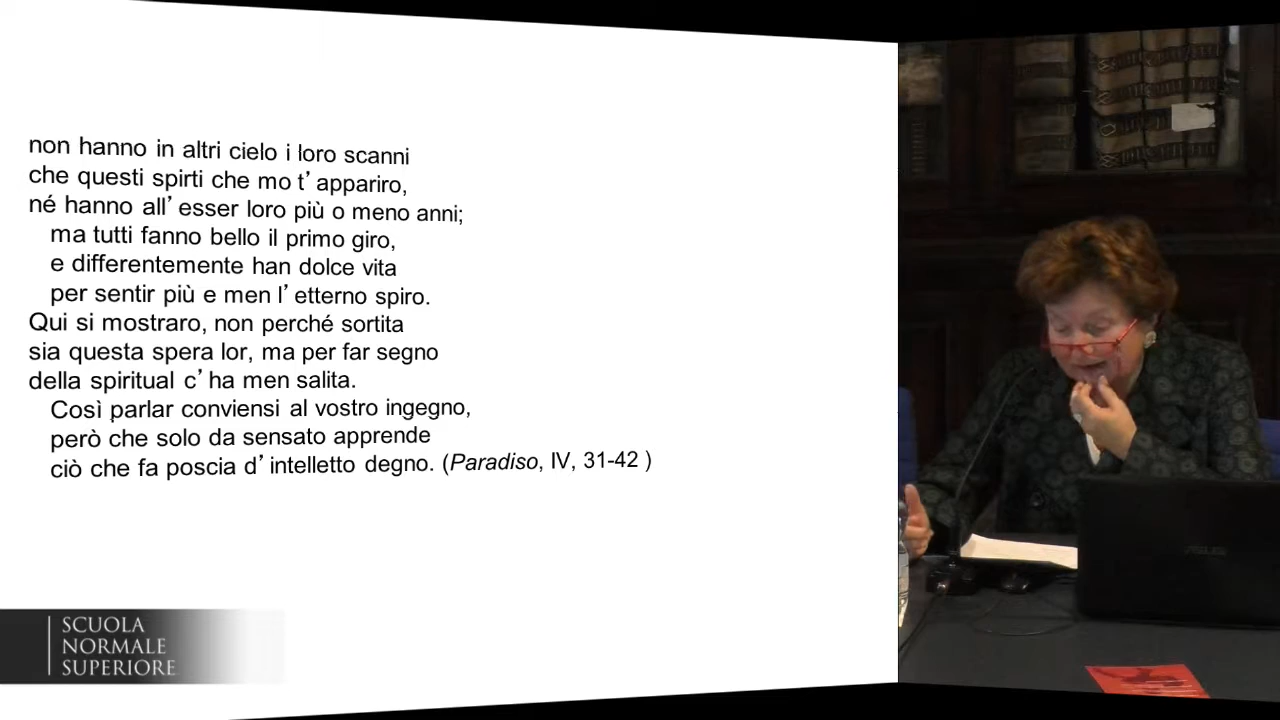 non hanno in altri cielo i loro scanni
che questi spirti che mo t’ appariro,
né hanno all’ esser loro più o meno anni;
ma tutti fanno bello il primo giro,
e differentemente han dolce vita
per sentir più e men l’ etterno spiro.
Qui si mostraro, non perché sortita
sia questa spera lor, ma per far segno
della spiritual c’ ha men salita.
Così parlar conviensi al vostro ingegno,
però che solo da sensato apprende
ciò che fa poscia d’ intelletto degno. (Paradiso, IV, 31-42 )
SCUOLA
NORMALE
SUPERIORE
ASUS